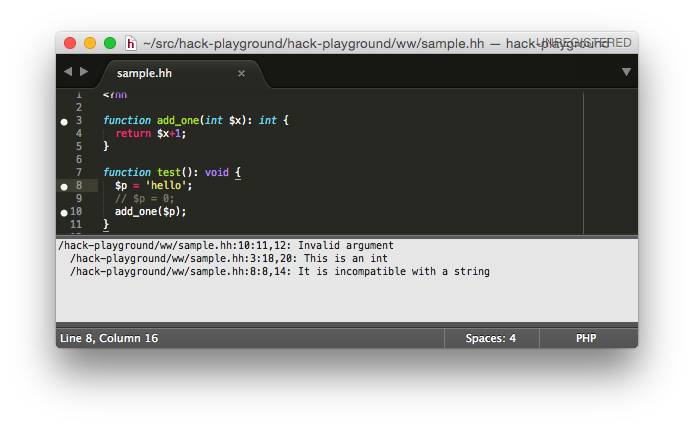 ~/src/hack-playground/hack-playground/ww/sample.hh — hack-playground
UNREGISTERED
sample.hh ×
1 <?hh
2
3 function add_one(int $x): int {
4 return $x+1;
5 }
6
7 function test(): void {
8 $p = 'hello';
9 // $p = 0;
10 add_one($p);
11 }
/hack-playground/ww/sample.hh:10:11,12: Invalid argument
/hack-playground/ww/sample.hh:3:18,20: This is an int
/hack-playground/ww/sample.hh:8:8,14: It is incompatible with a string
Line 8, Column 16 Spaces: 4 PHP